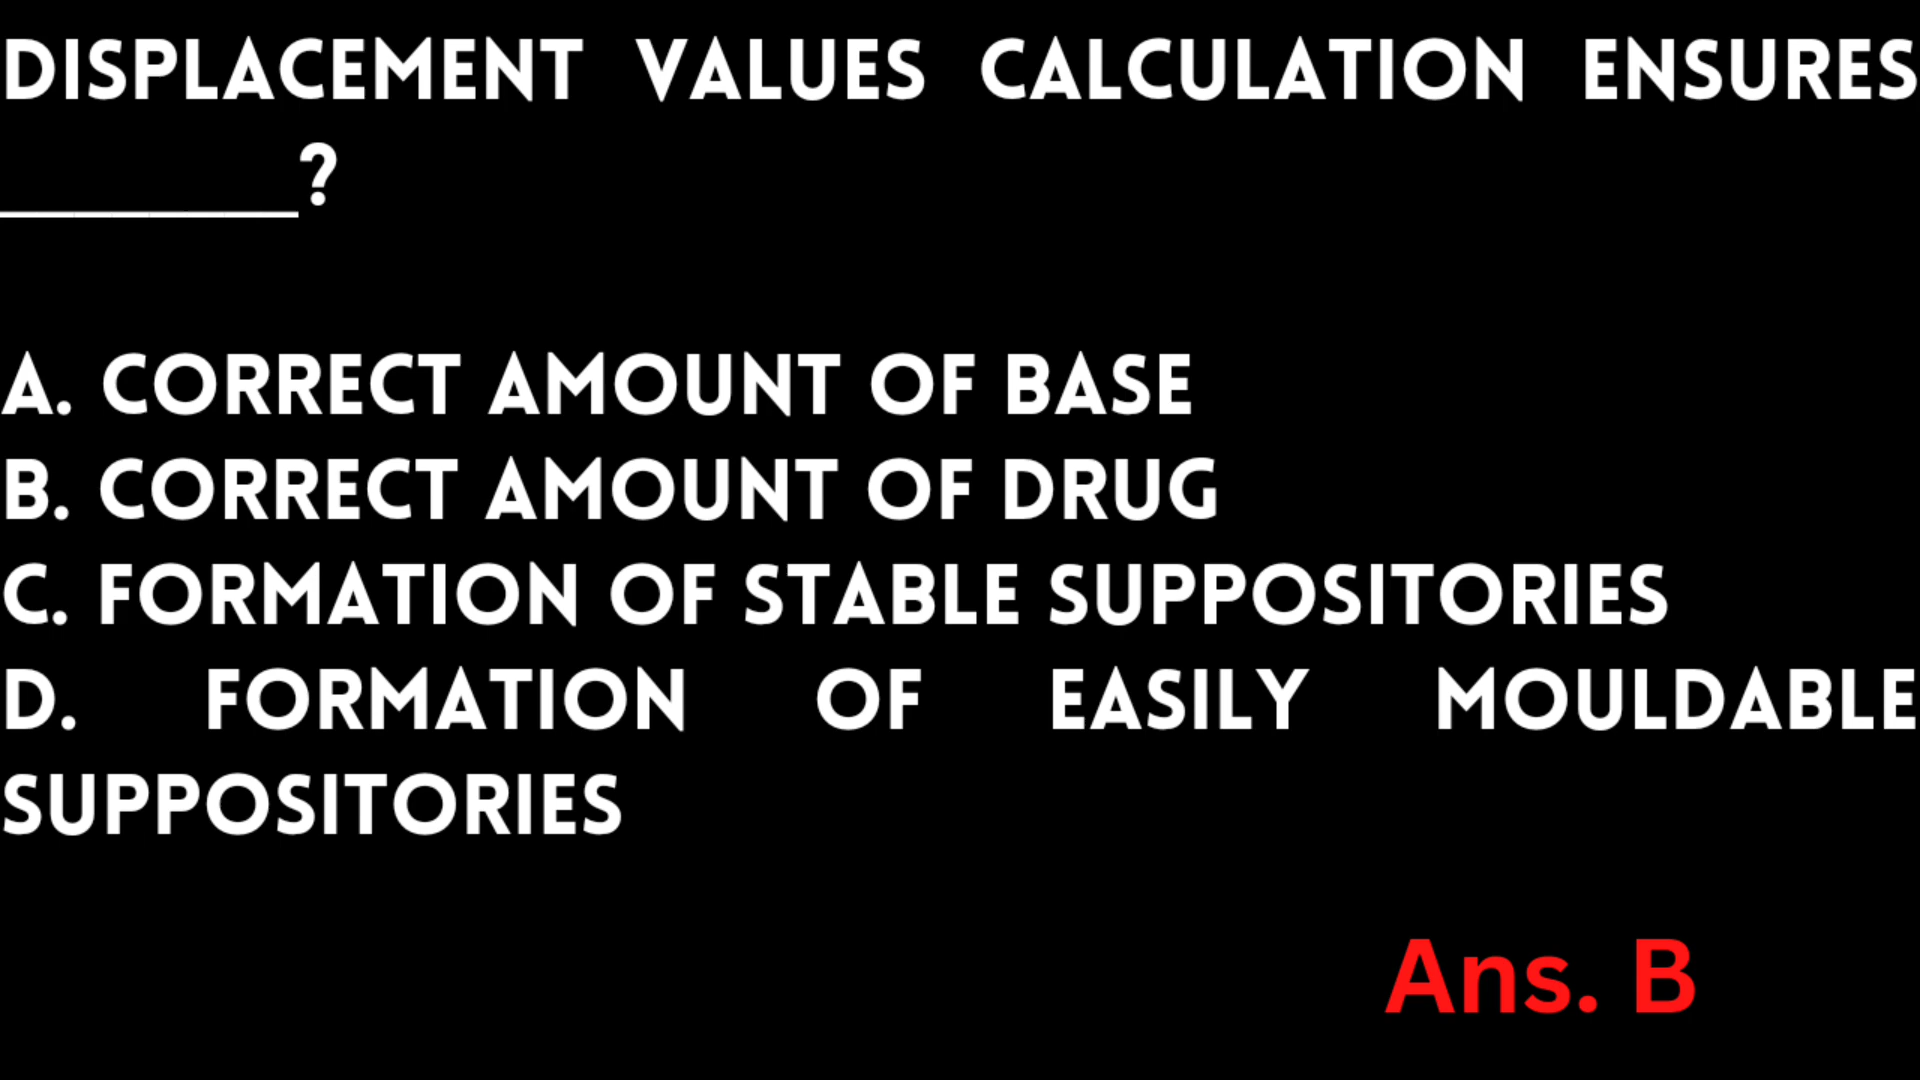 DISPLACEMENT VALUES CALCULATION ENSURES
________?
A. CORRECT AMOUNT OF BASE
B. CORRECT AMOUNT OF DRUG
C. FORMATION OF STABLE SUPPOSITORIES
D. FORMATION OF EASILY MOULDABLE
SUPPOSITORIES
Ans. B